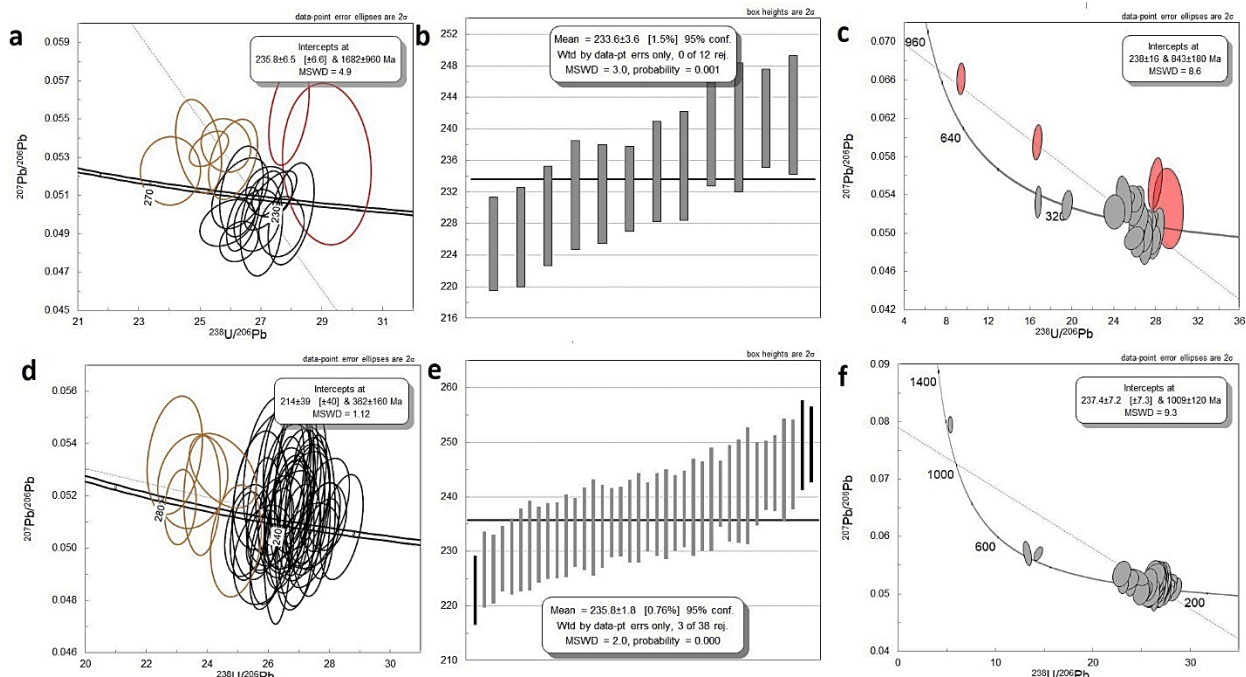 a
data-point error ellipses are 2σ
Intercepts at
235.8±6.5 [±6.6] & 1682±960 Ma
MSWD = 4.9
0.059
0.057
0.055
0.053
0.051
0.049
0.047
0.045
207Pb/206Pb
270
230
21 23 25 27 29 31
238U/206Pb
b
box heights are 2σ
Mean = 233.6±3.6 [1.5%] 95% conf.
Wtd by data-pt errs only, 0 of 12 rej.
MSWD = 3.0, probability = 0.001
252
248
244
240
236
232
228
224
220
216
c
data-point error ellipses are 2σ
Intercepts at
238±16 & 843±180 Ma
MSWD = 8.6
0.070
0.066
0.062
0.058
0.054
0.050
0.046
0.042
207Pb/206Pb
960
640
320
4 8 12 16 20 24 28 32 36
238U/206Pb
d
data-point error ellipses are 2σ
Intercepts at
214±39 [±40] & 362±160 Ma
MSWD = 1.12
0.056
0.054
0.052
0.050
0.048
0.046
207Pb/206Pb
280
240
20 22 24 26 28 30
238U/206Pb
e
box heights are 2σ
260
250
240
230
220
210
Mean = 235.8±1.8 [0.76%] 95% conf.
Wtd by data-pt errs only, 3 of 38 rej.
MSWD = 2.0, probability = 0.000
f
data-point error ellipses are 2σ
Intercepts at
237.4±7.2 [±7.3] & 1009±120 Ma
MSWD = 9.3
0.09
0.08
0.07
0.06
0.05
0.04
207Pb/206Pb
1400
1000
600
200
0 10 20 30
238U/206Pb